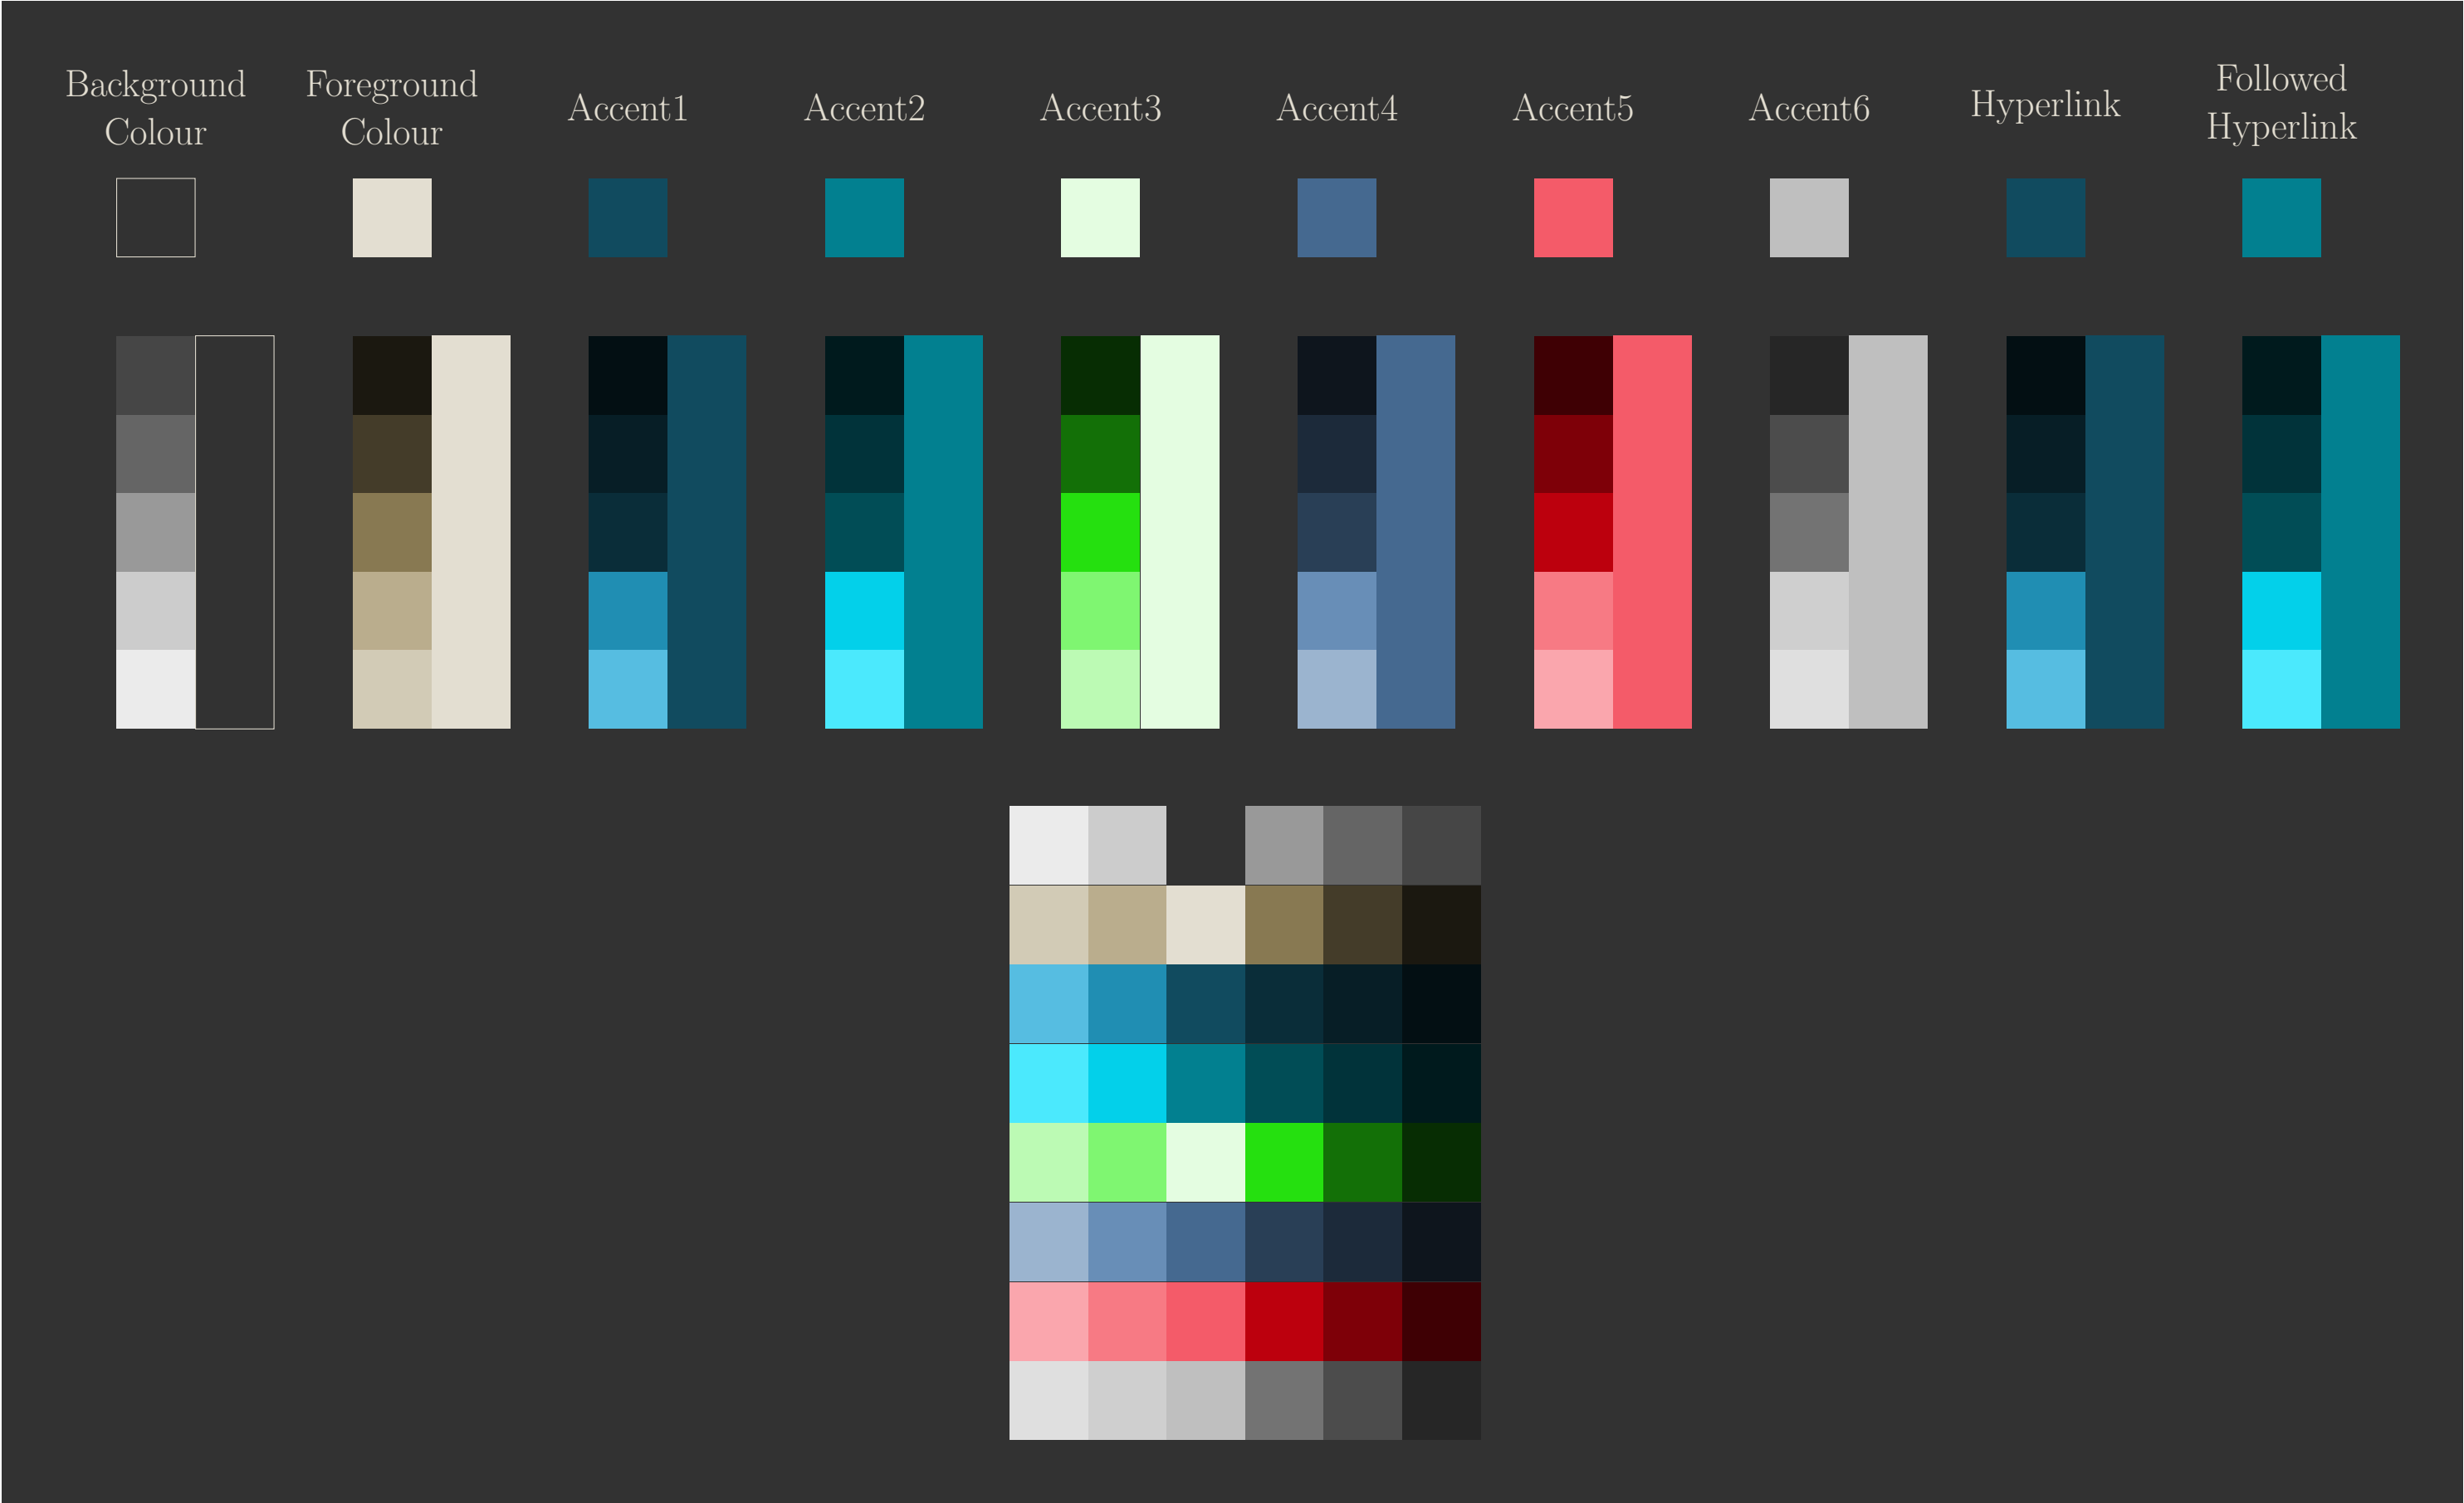 Background
Colour
Foreground
Colour
Accent1
Accent2
Accent3
Accent4
Accent5
Accent6
Hyperlink
Followed
Hyperlink